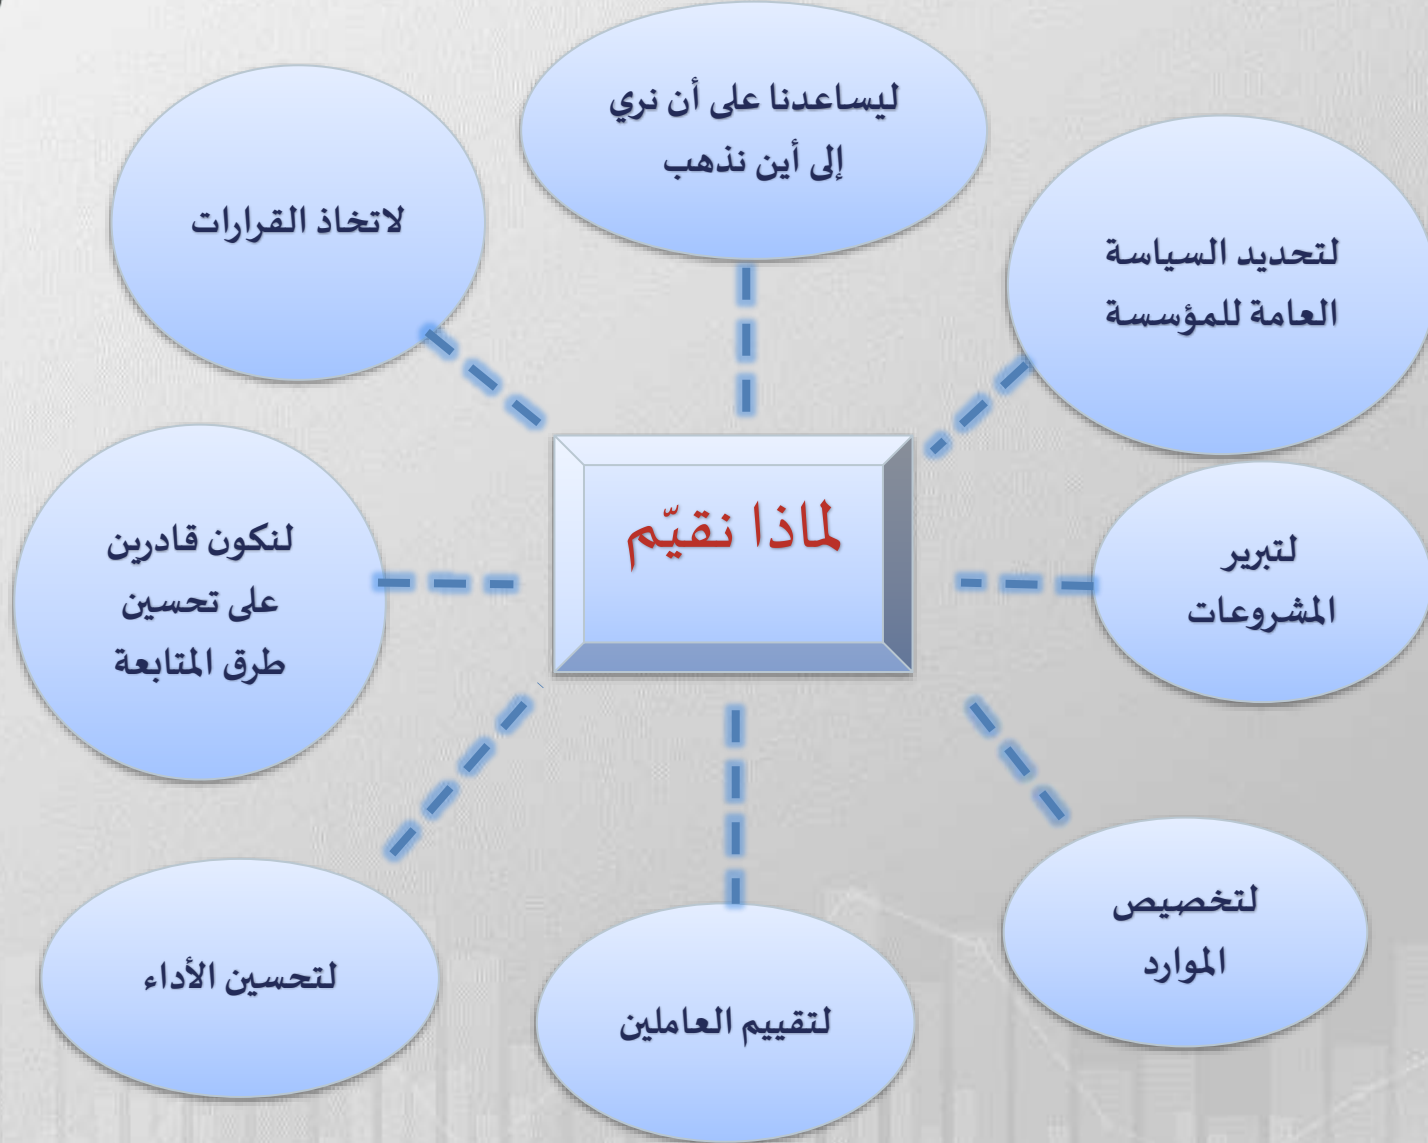 ليساعدنا على أن نري
إلى أين نذهب
لتحديد السياسة
العامة للمؤسسة
لاتخاذ القرارات
لماذا نقيّم
لتبرير
المشروعات
لنكون قادرين
على تحسين
طرق المتابعة
لتخصيص
الموارد
لتقييم العاملين
لتحسين الأداء